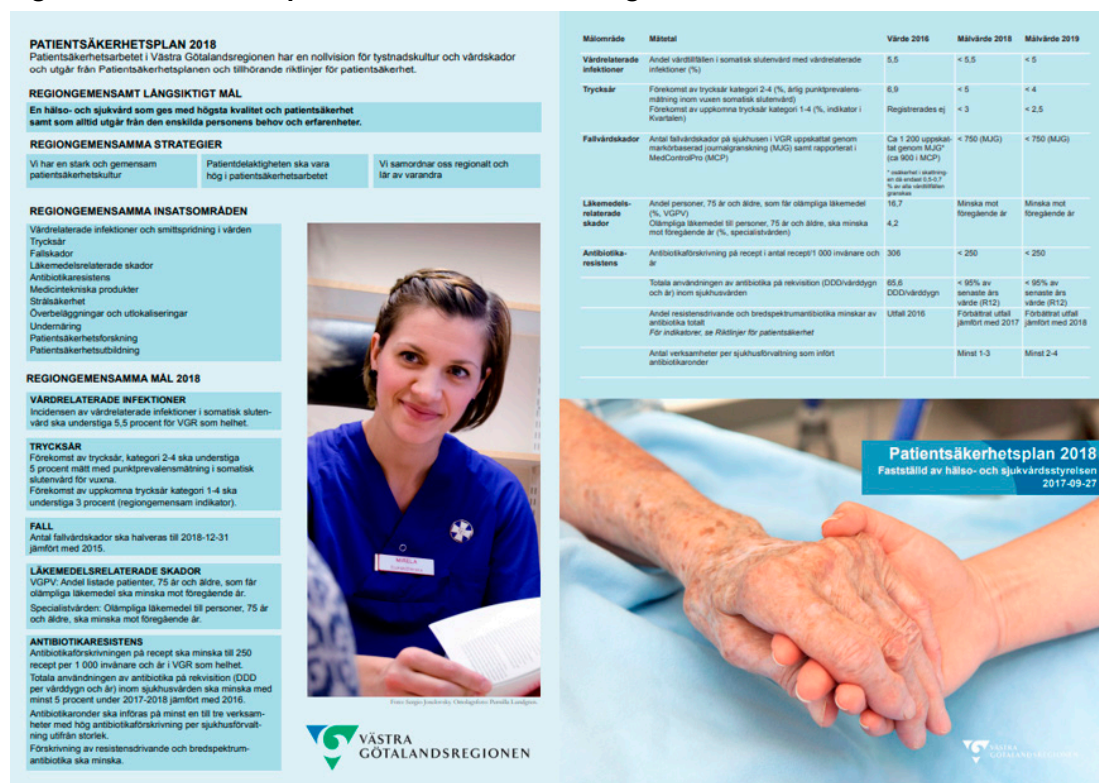 PATIENTSÄKERHETSPLAN 2018
Patientsäkerhetsarbetet i Västra Götalandsregionen har en nollvision för tystnadskultur och vårdskador
och utgår från Patientsäkerhetsplanen och tillhörande riktlinjer för patientsäkerhet.
REGIONGEMENSAMT LÅNGSIKTIGT MÅL
En hälso- och sjukvård som ges med högsta kvalitet och patientsäkerhet
samt som alltid utgår från den enskilda personens behov och erfarenheter.
REGIONGEMENSAMMA STRATEGIER
Vi har en stark och gemensam
patientsäkerhetskultur
Patientdelaktigheten ska vara
hög i patientsäkerhetsarbetet
Vi samordnar oss regionalt och
lär av varandra
REGIONGEMENSAMMA INSATSOMRÅDEN
Vårdrelaterade infektioner och smittspridning i vården
Trycksår
Fallskador
Läkemedelsrelaterade skador
Antibiotikaresistens
Medicintekniska produkter
Strålsäkerhet
Överbeläggningar och utlokaliseringar
Undernäring
Patientsäkerhetsforskning
Patientsäkerhetsutbildning
REGIONGEMENSAMMA MÅL 2018
VÅRDRELATERADE INFEKTIONER
Incidensen av vårdrelaterade infektioner i somatisk sluten-
vård ska understiga 5,5 procent för VGR som helhet.
TRYCKSÅR
Förekomst av trycksår, kategori 2-4 ska understiga
5 procent mätt med punktprevalensmätning i somatisk
slutenvård för vuxna.
Förekomst av uppkomna trycksår kategori 1-4 ska
understiga 3 procent (regiongemensam indikator).
FALL
Antal fallvårdskador ska halveras till 2018-12-31
jämfört med 2015.
LÄKEMEDELSRELATERADE SKADOR
VGPV: Andel listade patienter, 75 år och äldre, som får
olämpliga läkemedel ska minska mot föregående år.
Specialistvården: Olämpliga läkemedel till personer, 75 år
och äldre, ska minska mot föregående år.
ANTIBIOTIKARESISTENS
Antibiotikaförskrivningen på recept ska minska till 250
recept per 1 000 invånare och år i VGR som helhet.
Totala användningen av antibiotika på rekvisition (DDD
per vårddygn och år) inom sjukhusvården ska minska med
minst 5 procent under 2017-2018 jämfört med 2016.
Antibiotikaronder ska införas på minst en till tre verksam-
heter med hög antibiotikaförskrivning per sjukhusförvalt-
ning utifrån storlek.
Förskrivning av resistensdrivande och bredspektrum-
antibiotika ska minska.
MIRELA
VÄSTRA
GÖTALANDSREGIONEN
Målområde Mätetal Värde 2016 Målvärde 2018 Målvärde 2019
Vårdrelaterade Andel vårdtillfällen i somatisk slutenvård med vårdrelaterade 5,5 < 5,5 < 5
infektioner infektioner (%)
Trycksår Förekomst av trycksår kategori 2-4 (%, årlig punktprevalens- 6,9 < 5 < 4
mätning inom vuxen somatisk slutenvård)
Förekomst av uppkomna trycksår kategori 1-4 (%, indikator i Registrerades ej < 3 < 2,5
Kvartalen)
Fallvårdskador Antal fallvårdskador på sjukhusen i VGR uppskattat genom Ca 1 200 uppskat- < 750 (MJG) < 750 (MJG)
markörbaserad journalgranskning (MJG) samt rapporterat i tat genom MJG*
MedControlPro (MCP) (ca 900 i MCP)
* osäkerhet i skattning-
en då endast 0,5-0,7
% av alla vårdtillfällen
granskas
Läkemedels- Andel personer, 75 år och äldre, som får olämpliga läkemedel 16,7 Minska mot Minska mot
relaterade (%, VGPV) föregående år föregående år
skador Olämpliga läkemedel till personer, 75 år och äldre, ska minska 4,2
mot föregående år (%, specialistvården)
Antibiotika- Antibiotikaförskrivning på recept i antal recept/1 000 invånare och 306 < 250 < 250
resistens år
Totala användningen av antibiotika på rekvisition (DDD/vårddygn 65,6 < 95% av < 95% av
och år) inom sjukhusvården DDD/vårddygn senaste års senaste års
värde (R12) värde (R12)
Andel resistensdrivande och bredspektrumantibiotika minskar av Utfall 2016 Förbättrat utfall Förbättrat utfall
antibiotika totalt jämfört med 2017 jämfört med 2018
För indikatorer, se Riktlinjer för patientsäkerhet
Antal verksamheter per sjukhusförvaltning som infört Minst 1-3 Minst 2-4
antibiotikaronder
Patientsäkerhetsplan 2018
Fastställd av hälso- och sjukvårdsstyrelsen
2017-09-27
VÄSTRA
GÖTALANDSREGIONEN